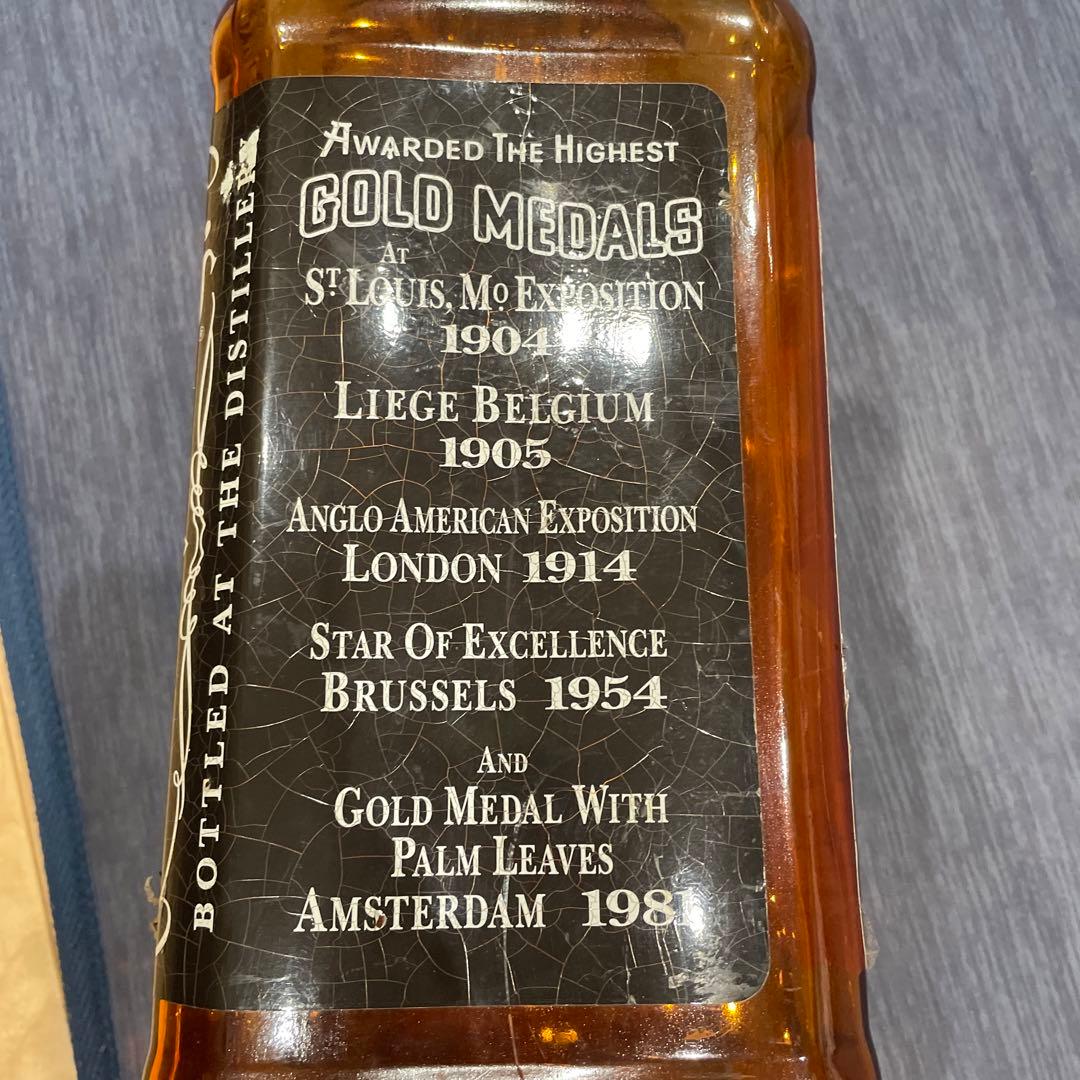 AWARDED THE HIGHEST
GOLD MEDALS
AT
ST. LOUIS, MO EXPOSITION
1904
LIEGE BELGIUM
1905
ANGLO AMERICAN EXPOSITION
LONDON 1914
STAR OF EXCELLENCE
BRUSSELS 1954
AND
GOLD MEDAL WITH
PALM LEAVES
AMSTERDAM 1981
BOTTLED AT THE